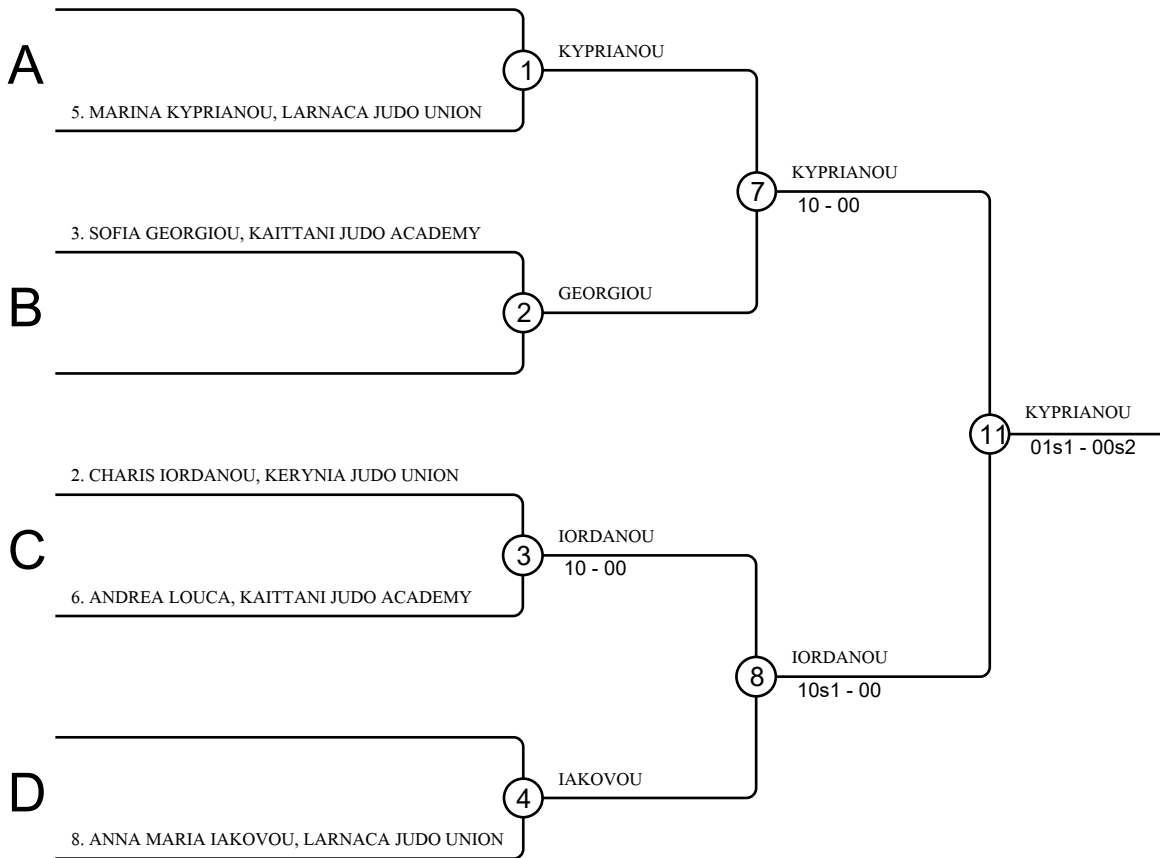 A
1
KYPRIANOU
5. MARINA KYPRIANOU, LARNACA JUDO UNION
7
KYPRIANOU
10 - 00
3. SOFIA GEORGIOU, KAITTANI JUDO ACADEMY
B
2
GEORGIOU
11
KYPRIANOU
01s1 - 00s2
2. CHARIS IORDANOU, KERYNIA JUDO UNION
C
3
IORDANOU
10 - 00
6. ANDREA LOUCA, KAITTANI JUDO ACADEMY
8
IORDANOU
10s1 - 00
D
4
IAKOVOU
8. ANNA MARIA IAKOVOU, LARNACA JUDO UNION